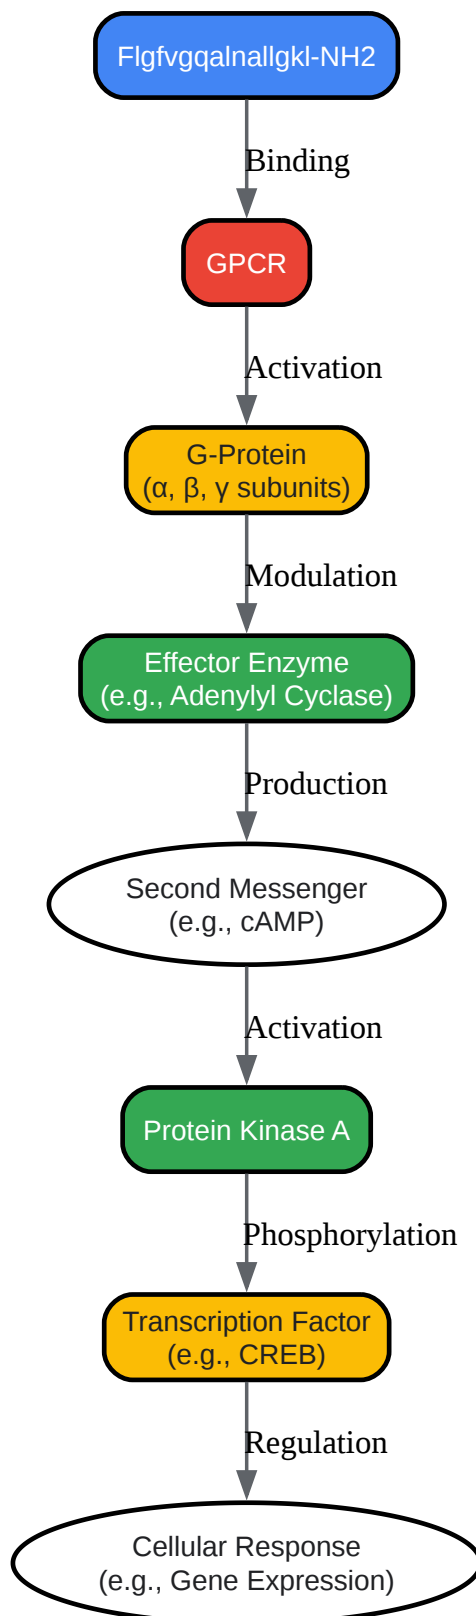 Flgfvgqalnallgkl-NH2
Binding
GPCR
Activation
G-Protein
(α, β, γ subunits)
Modulation
Effector Enzyme
(e.g., Adenylyl Cyclase)
Production
Second Messenger
(e.g., cAMP)
Activation
Protein Kinase A
Phosphorylation
Transcription Factor
(e.g., CREB)
Regulation
Cellular Response
(e.g., Gene Expression)